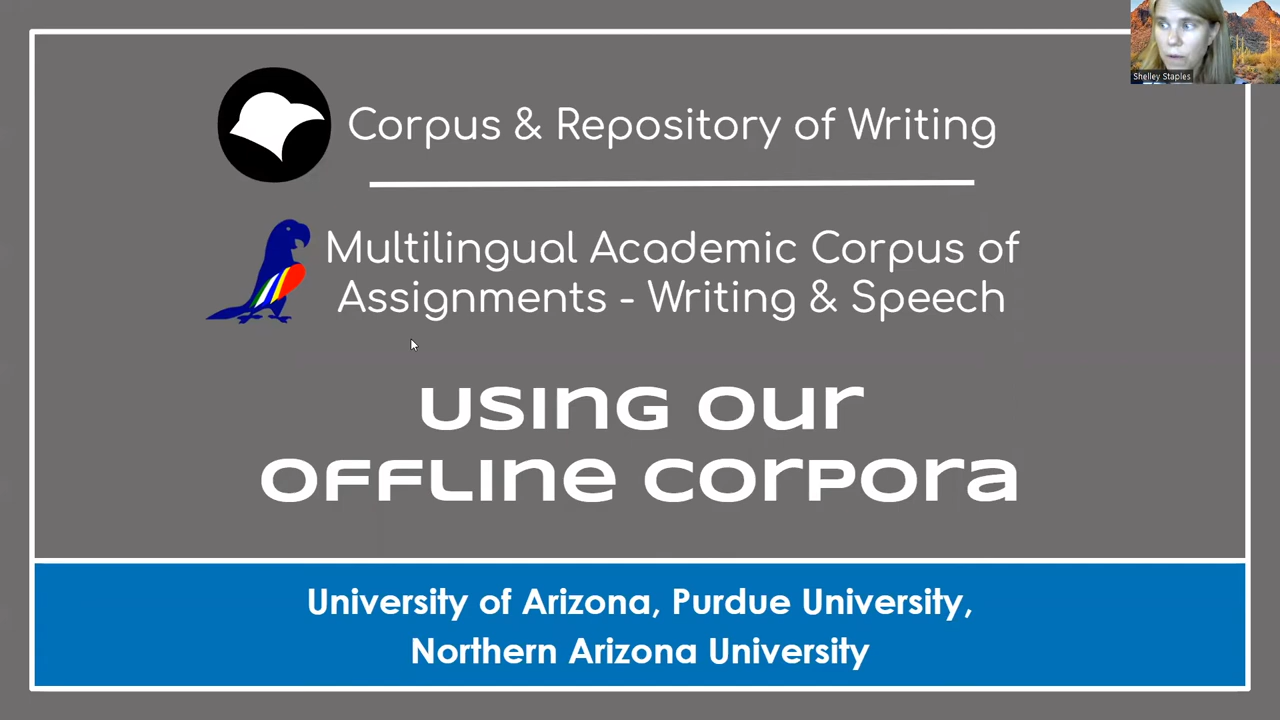 Corpus & Repository of Writing
Multilingual Academic Corpus of
Assignments - Writing & Speech
using our
offline corpora
University of Arizona, Purdue University,
Northern Arizona University
Shelley Staples